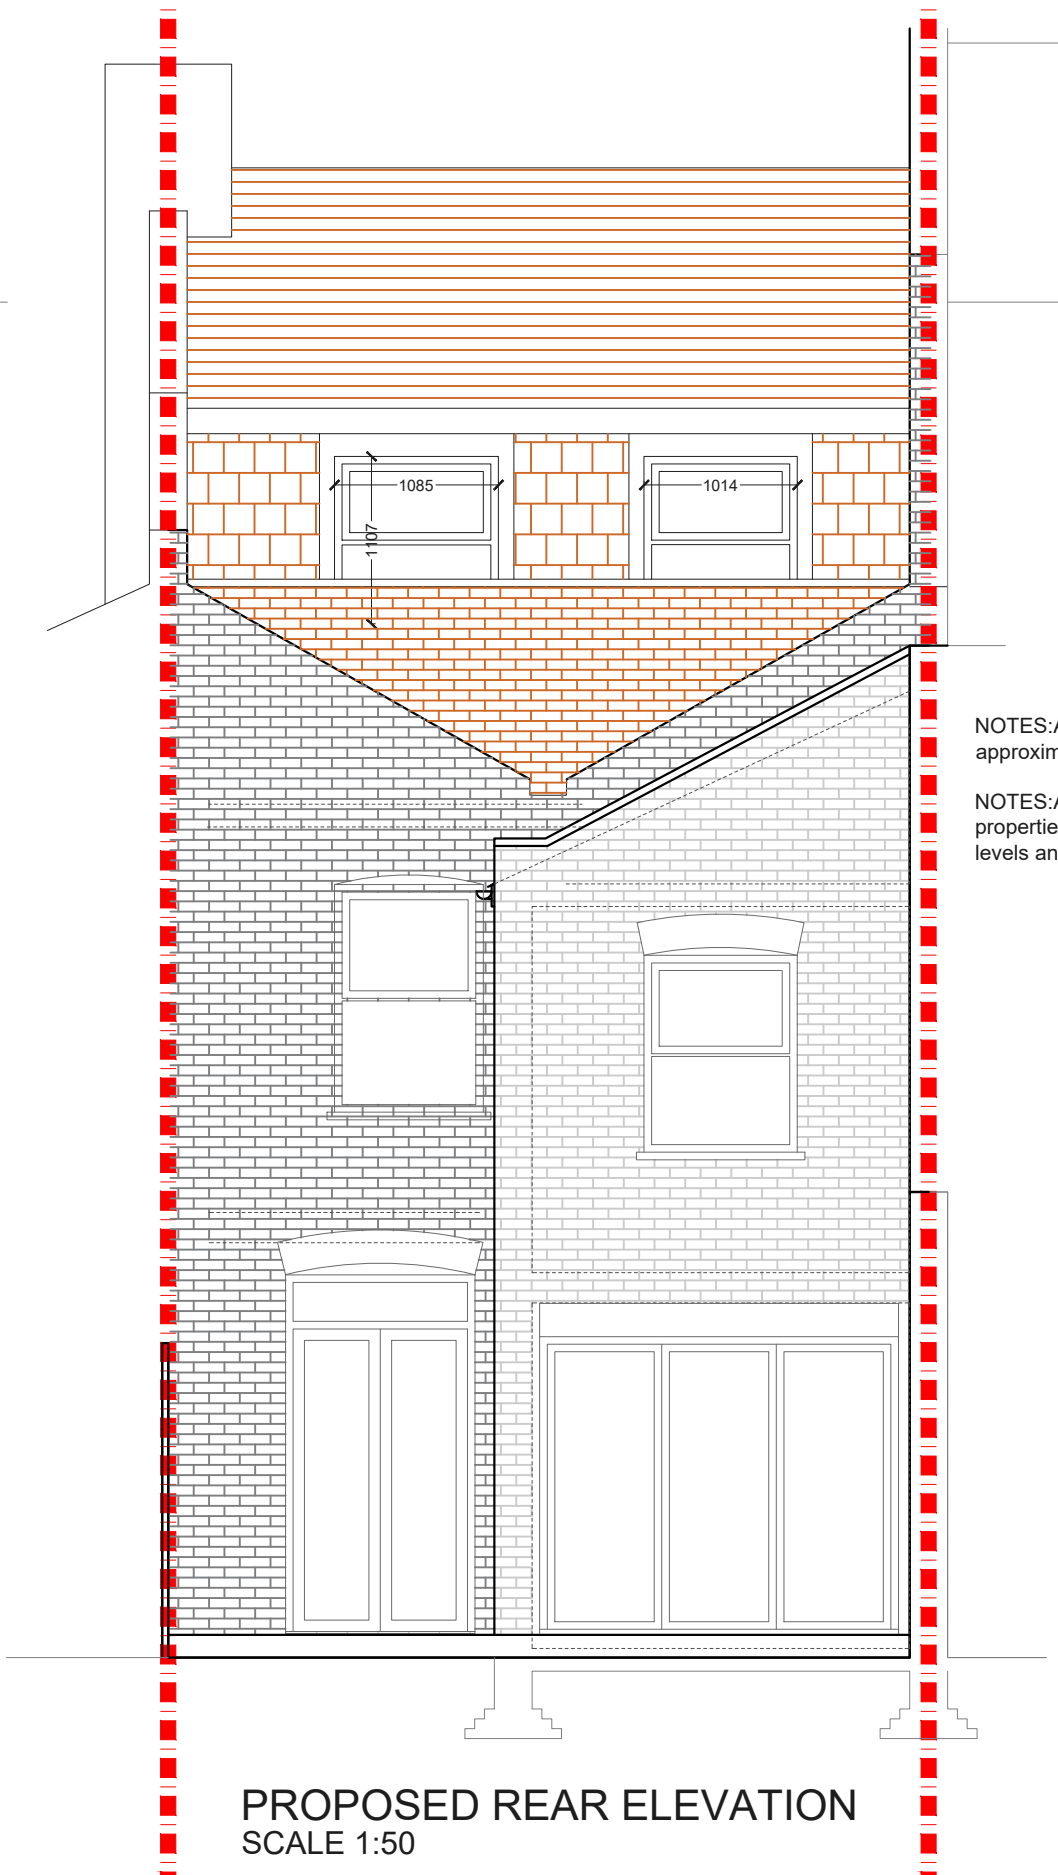 1085
1014
1107
NOTES:A
approxim
NOTES:A
propertie
levels an
PROPOSED REAR ELEVATION
SCALE 1:50